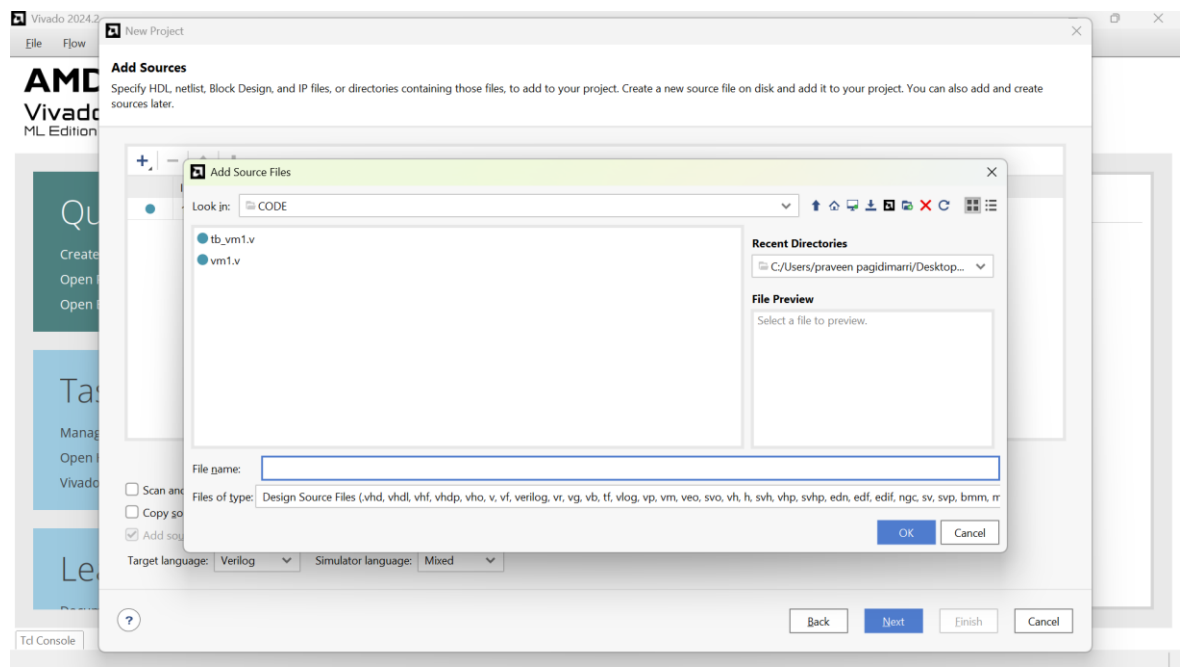 Vivado 2024.2
File Flow
AMD
Vivado
ML Edition
New Project
Add Sources
Specify HDL, netlist, Block Design, and IP files, or directories containing those files, to add to your project. Create a new source file on disk and add it to your project. You can also add and create
sources later.
Add Source Files
Look in: CODE
tb_vm1.v
vm1.v
Recent Directories
C:/Users/praveen pagidimarri/Desktop...
File Preview
Select a file to preview.
File name:
Files of type: Design Source Files (.vhd, vhdl, vhf, vhdp, vho, v, vf, verilog, vr, vg, vb, tf, vlog, vp, vm, veo, svo, vh, h, svh, vhp, svhp, edn, edf, edif, ngc, sv, svp, bmm, m
OK Cancel
Qu
Create
Open
Open
Tas
Manag
Open
Vivado
Lea
Scan and
Copy so
Add sou
Target language: Verilog Simulator language: Mixed
? Back Next Finish Cancel
Tcl Console